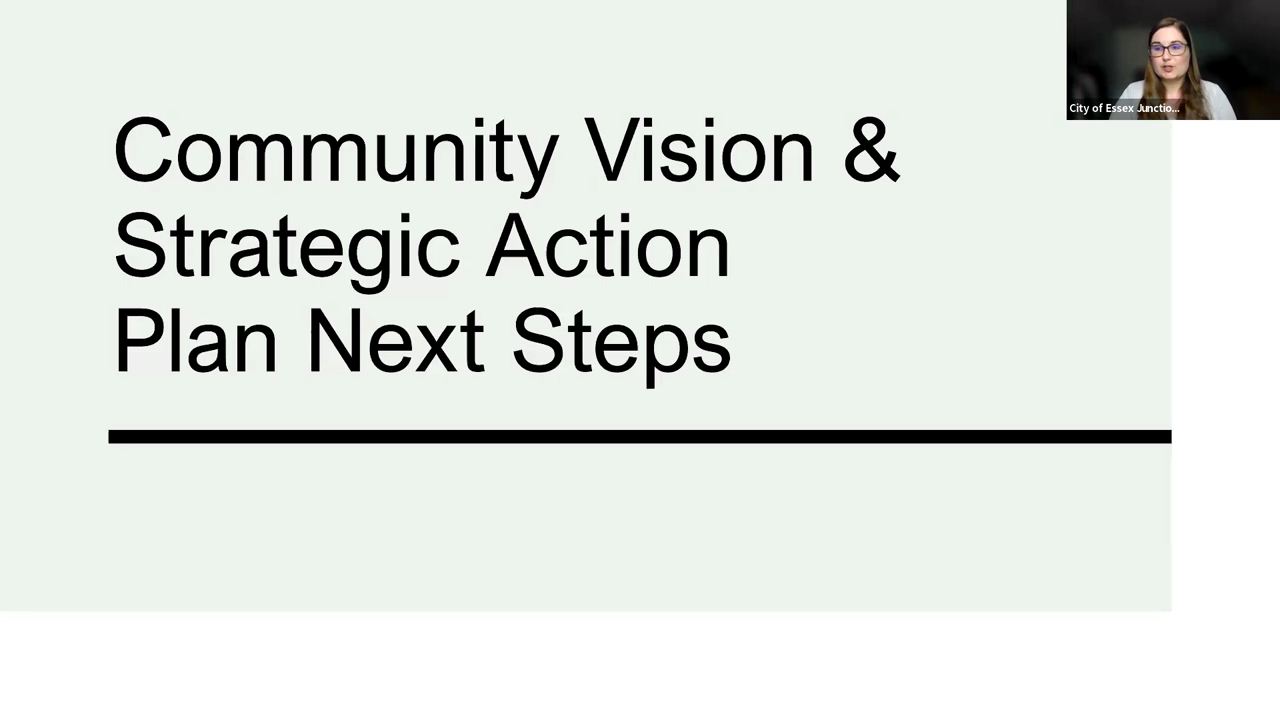 City of Essex Junctio...
Community Vision &
Strategic Action
Plan Next Steps